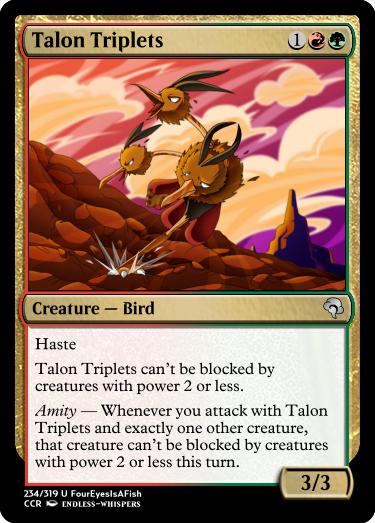 Talon Triplets 1
Creature — Bird
Haste
Talon Triplets can't be blocked by
creatures with power 2 or less.
Amity — Whenever you attack with Talon
Triplets and exactly one other creature,
that creature can't be blocked by creatures
with power 2 or less this turn.
3/3
234/319 U FourEyesIsAFish
CCR ENDLESS-WHISPERS